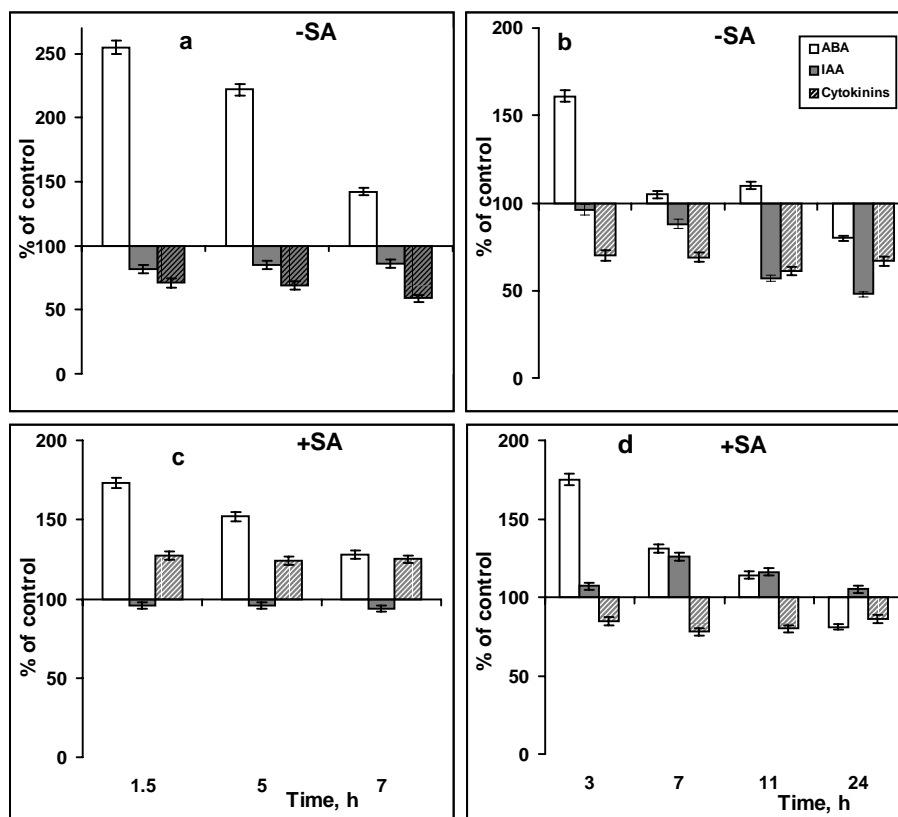 a -SA
250
200
150
100
50
0
% of control
b -SA
ABA
IAA
Cytokinins
200
150
100
50
0
% of control
c +SA
200
150
100
50
0
% of control
1.5 5 7
Time, h
d +SA
200
150
100
50
0
% of control
3 7 11 24
Time, h